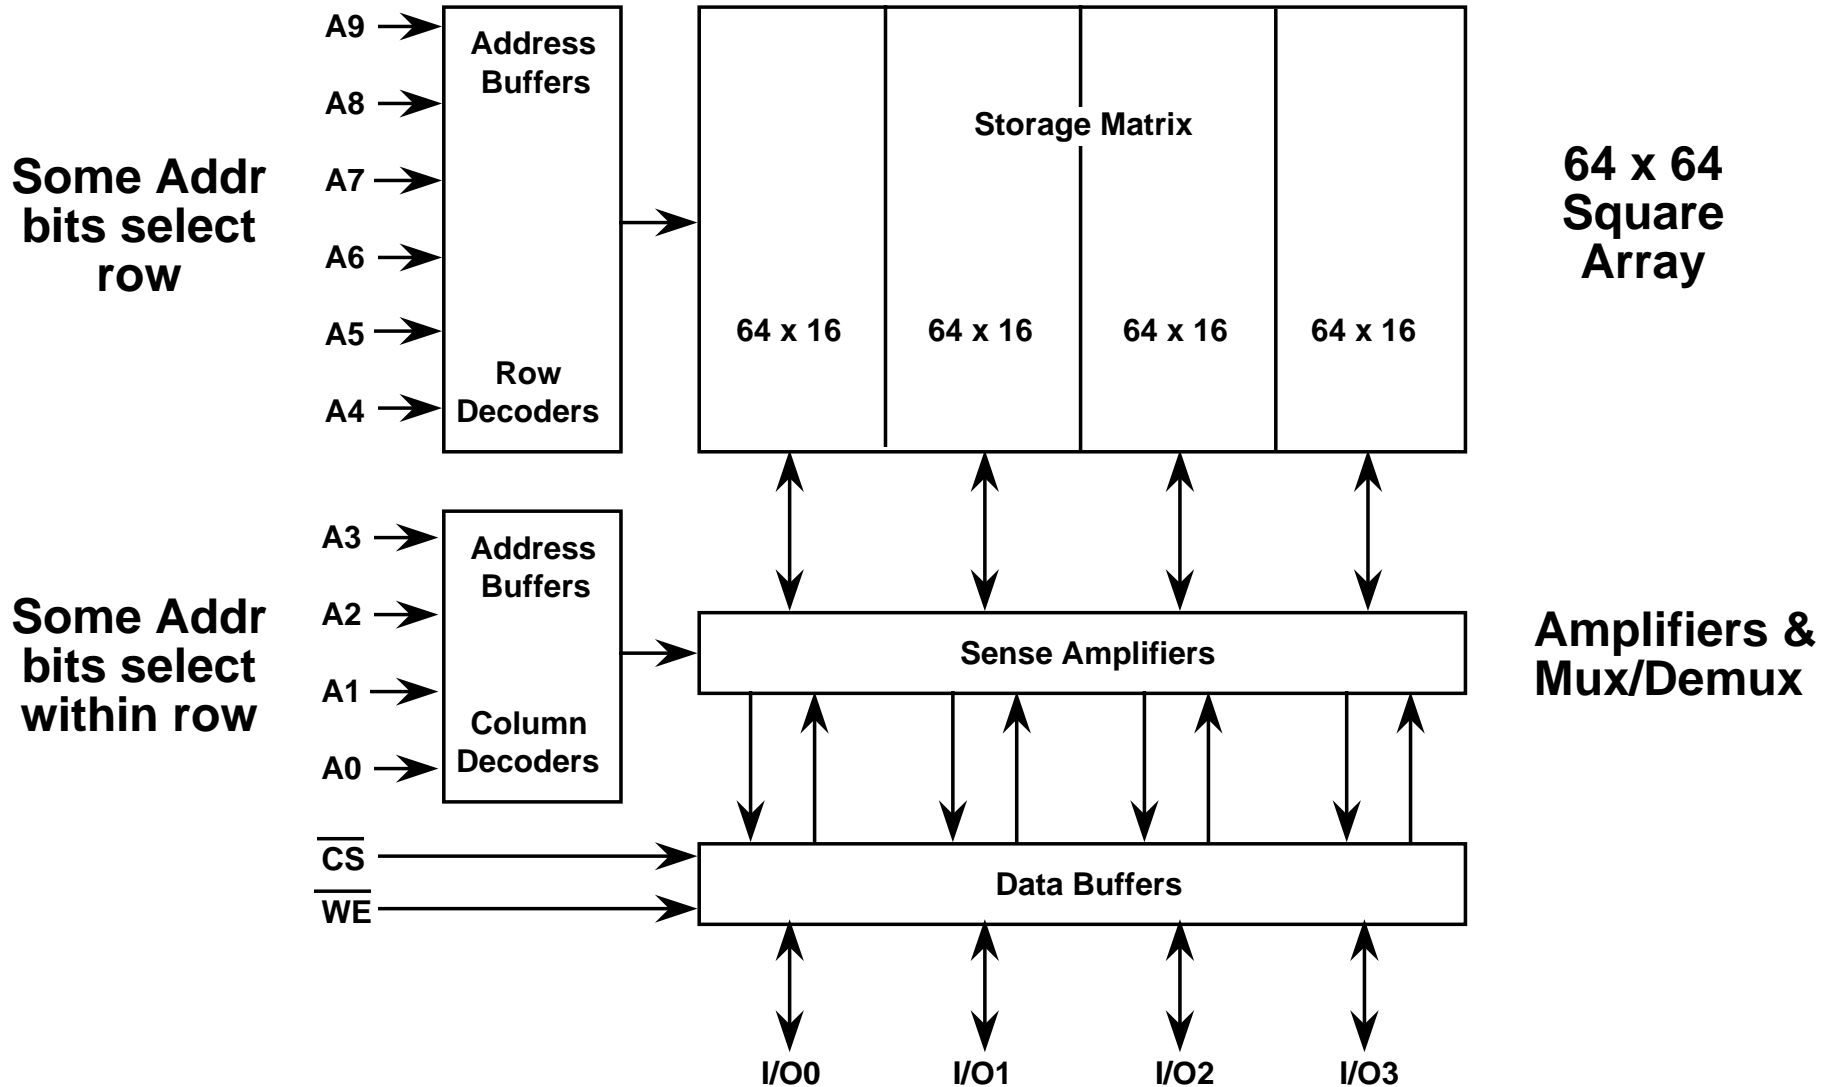 A9
A8
A7
A6
A5
A4
Address
Buffers
Row
Decoders
Storage Matrix
64 x 16
64 x 16
64 x 16
64 x 16
Some Addr
bits select
row
64 x 64
Square
Array
A3
A2
A1
A0
Address
Buffers
Column
Decoders
Sense Amplifiers
Some Addr
bits select
within row
Amplifiers &
Mux/Demux
C̅S̅
W̅E̅
Data Buffers
I/O0
I/O1
I/O2
I/O3